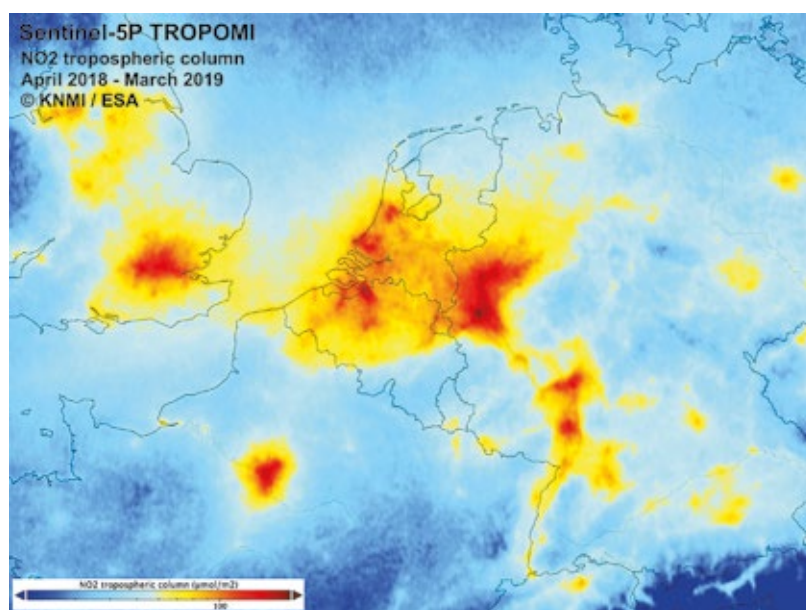 Sentinel-5P TROPOMI
NO2 tropospheric column
April 2018 - March 2019
© KNMI / ESA
NO2 tropospheric column (µmol/m2)
100